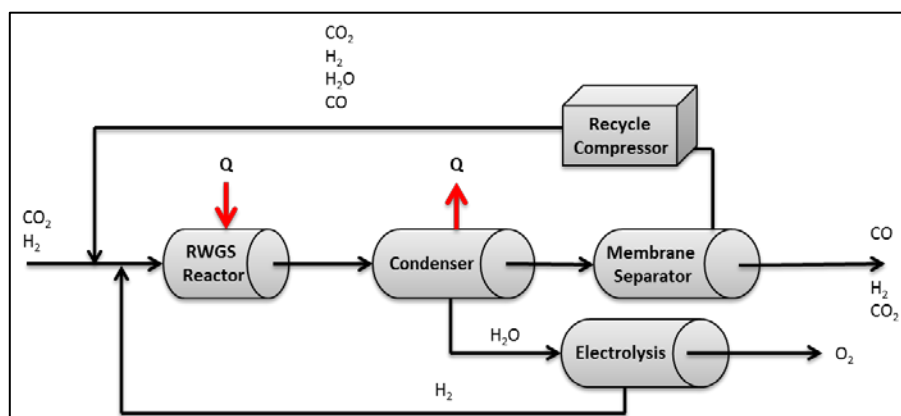 CO₂
H₂
H₂O
CO
Recycle
Compressor
Q
Q
CO₂
H₂
RWGS
Reactor
Condenser
Membrane
Separator
CO
H₂
CO₂
H₂O
Electrolysis
O₂
H₂